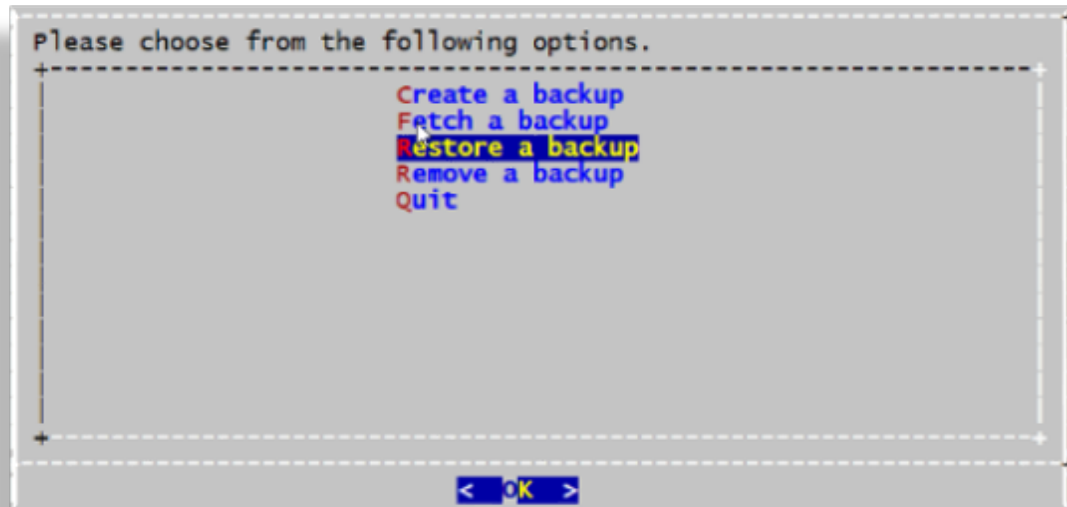 Please choose from the following options.
Create a backup
Fetch a backup
Restore a backup
Remove a backup
Quit
< OK >